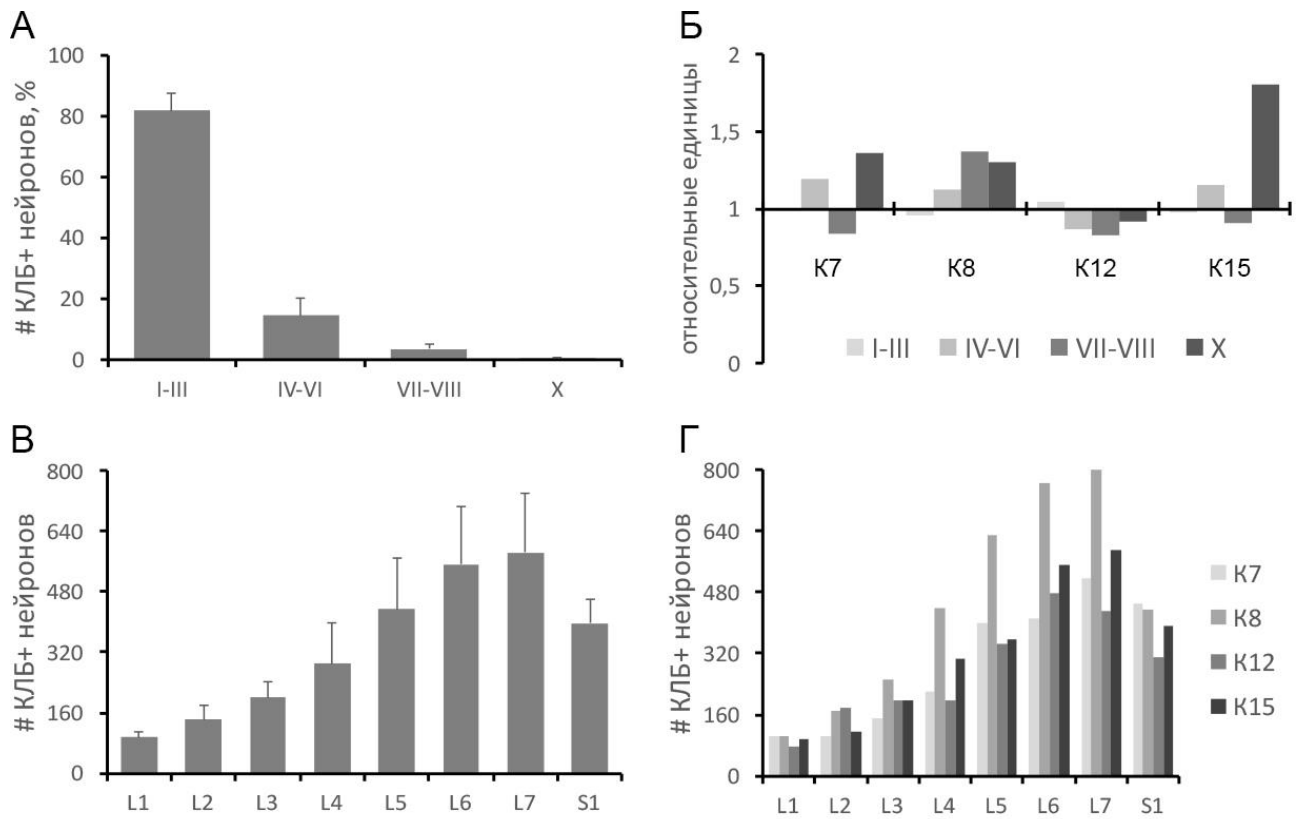 А
# КЛБ+ нейронов, %
100
80
60
40
20
0
I-III
IV-VI
VII-VIII
X
Б
относительные единицы
2
1,5
1
0,5
0
К7
К8
К12
К15
I-III
IV-VI
VII-VIII
X
В
# КЛБ+ нейронов
800
640
480
320
160
0
L1
L2
L3
L4
L5
L6
L7
S1
Г
# КЛБ+ нейронов
800
640
480
320
160
0
L1
L2
L3
L4
L5
L6
L7
S1
К7
К8
К12
К15